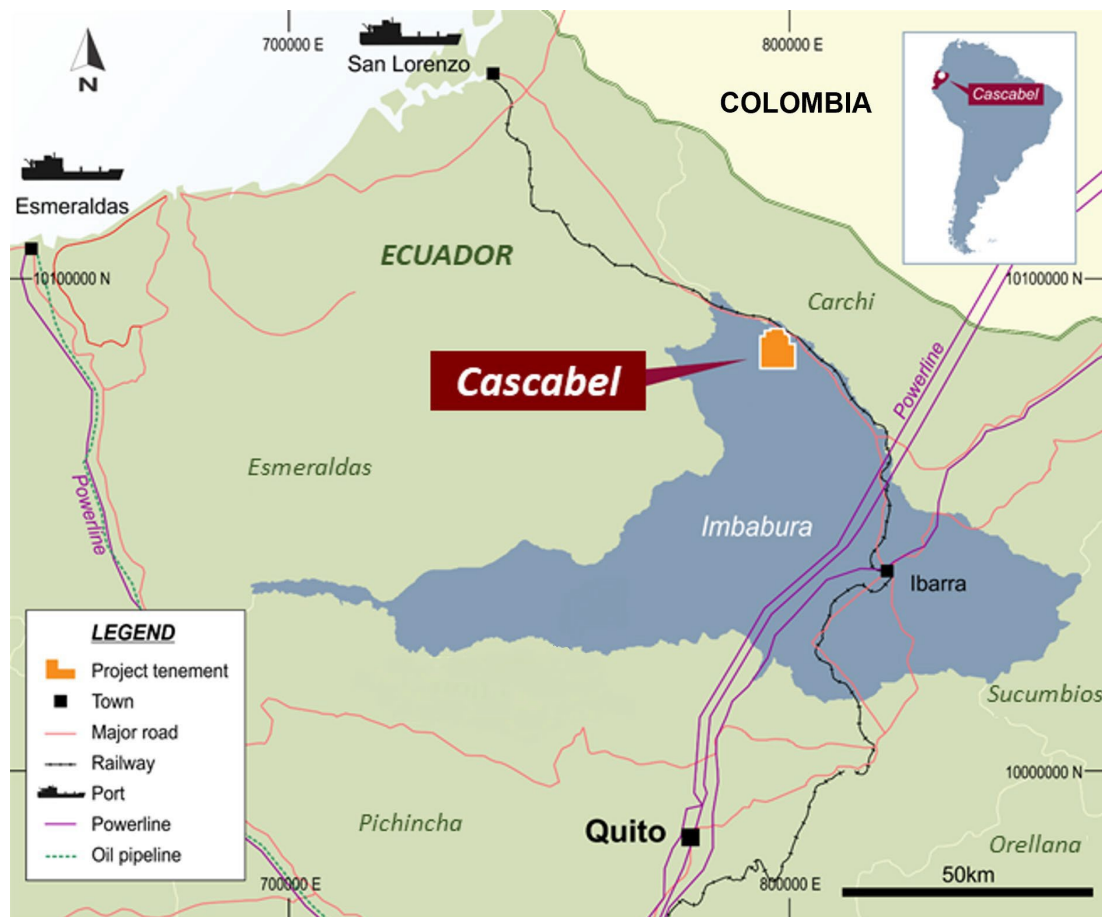 700000 E
800000 E
San Lorenzo
N
COLOMBIA
Cascabel
Esmeraldas
ECUADOR
10100000 N
10100000 N
Carchi
Cascabel
Powerline
Esmeraldas
Powerline
Imbabura
Ibarra
LEGEND
Project tenement
Town
Major road
Railway
Port
Powerline
Oil pipeline
Sucumbios
10000000 N
Pichincha
Quito
Orellana
700000 E
800000 E
50km